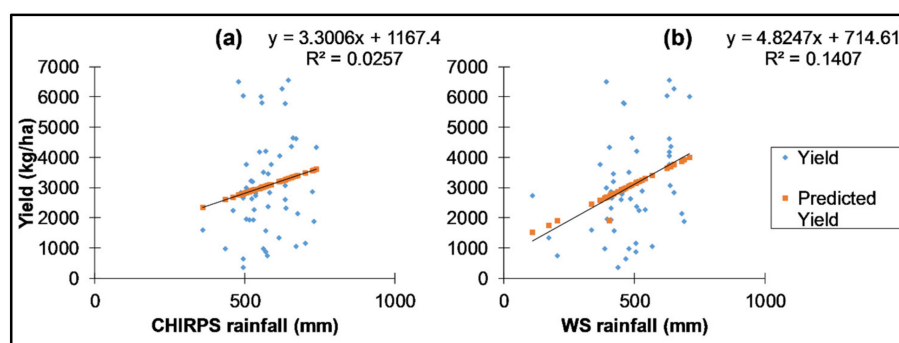 (a) y = 3.3006x + 1167.4
R² = 0.0257
(b) y = 4.8247x + 714.61
R² = 0.1407
Yield (kg/ha)
7000
6000
5000
4000
3000
2000
1000
0
0 500 1000
CHIRPS rainfall (mm)
7000
6000
5000
4000
3000
2000
1000
0
0 500 1000
WS rainfall (mm)
Yield
Predicted
Yield